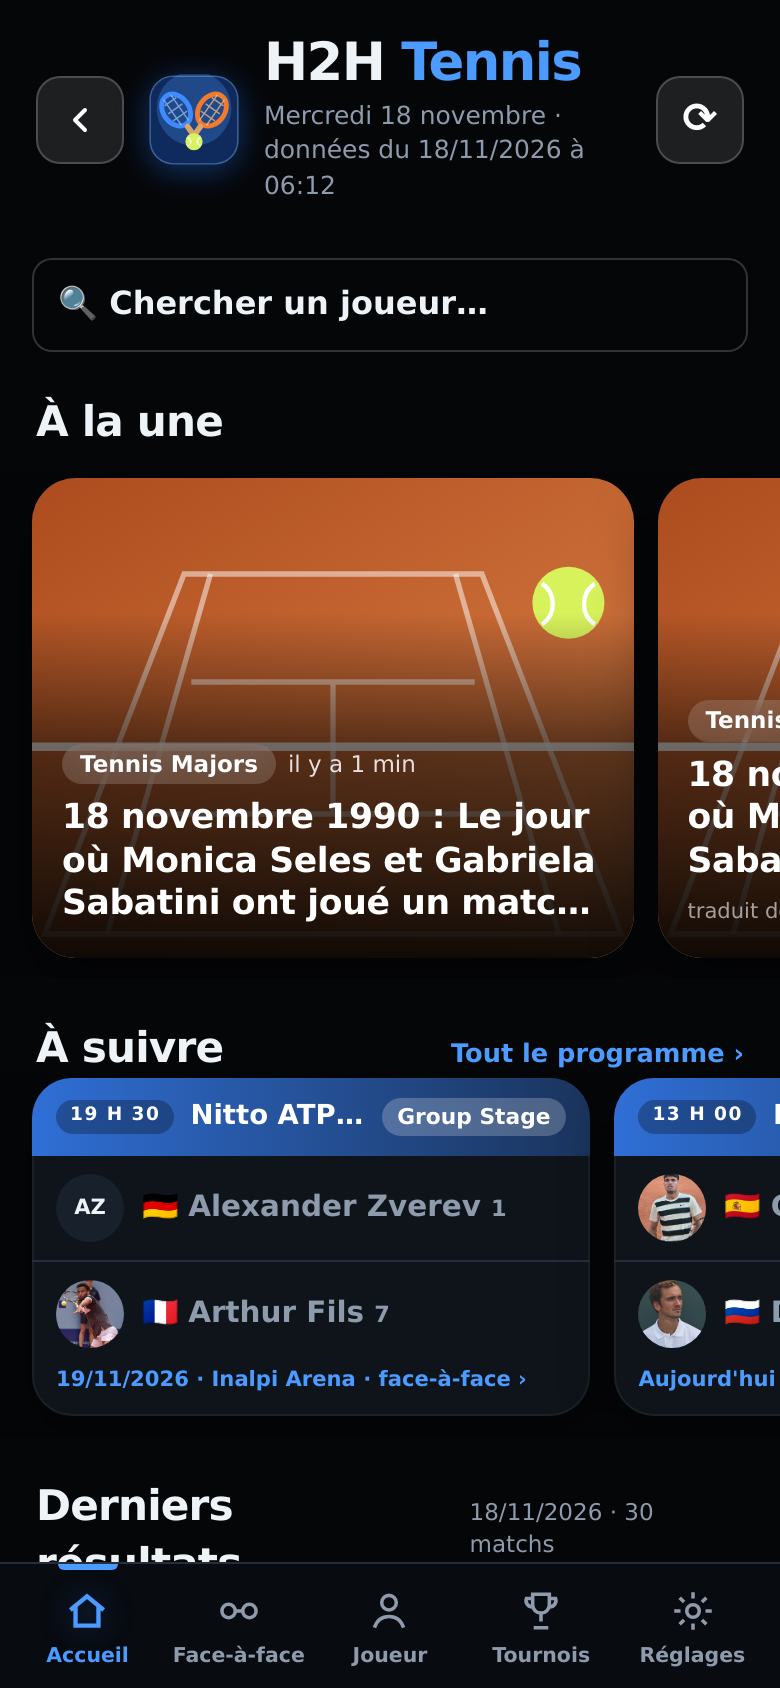 H2H Tennis
Mercredi 18 novembre ·
données du 18/11/2026 à
06:12
🔍 Chercher un joueur…
À la une
Tennis Majors il y a 1 min
18 novembre 1990 : Le jour
où Monica Seles et Gabriela
Sabatini ont joué un matc…
À suivre
Tout le programme ›
19 H 30 Nitto ATP… Group Stage
AZ 🇩🇪 Alexander Zverev 1
🇫🇷 Arthur Fils 7
19/11/2026 · Inalpi Arena · face-à-face ›
13 H 00
Aujourd'hui
Derniers
résultats
18/11/2026 · 30
matchs
Accueil
Face-à-face
Joueur
Tournois
Réglages